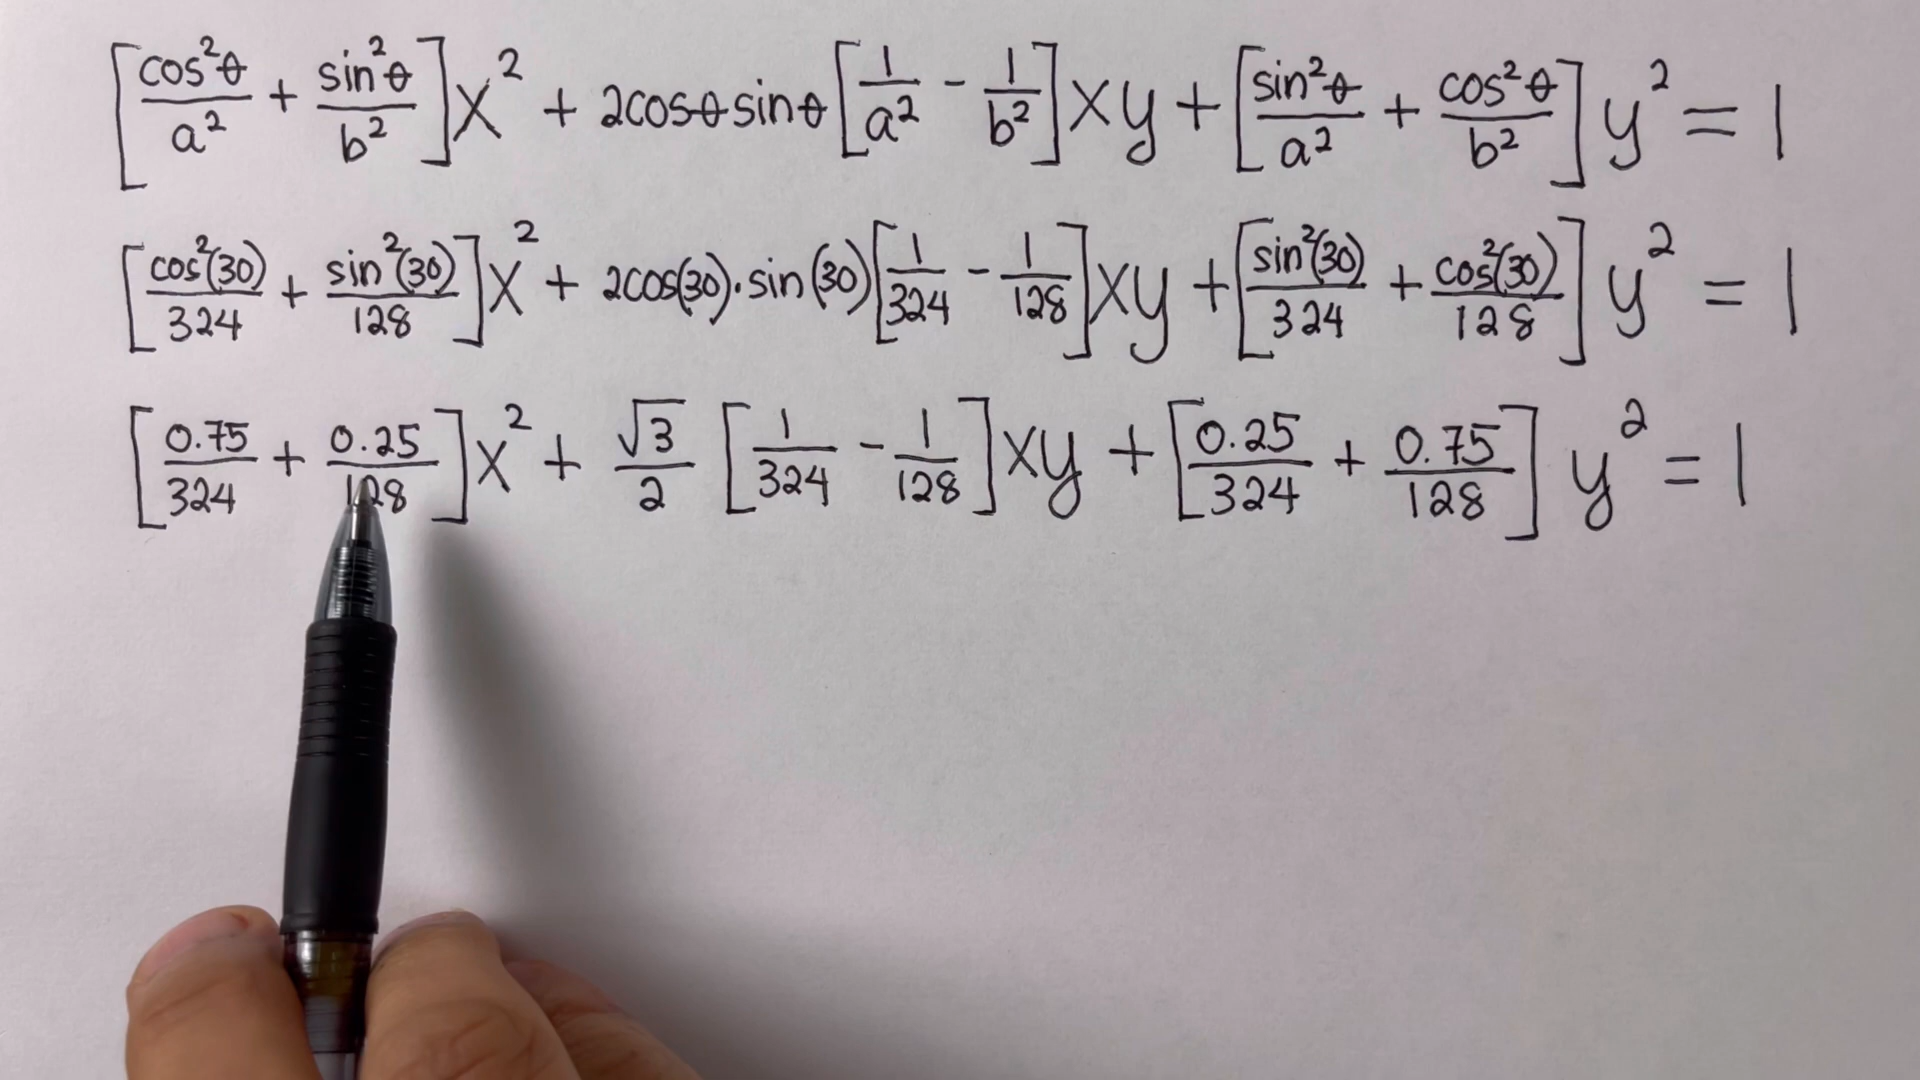 [cos²θ/a² + sin²θ/b²]x² + 2cosθsinθ[1/a² - 1/b²]xy + [sin²θ/a² + cos²θ/b²]y² = 1
[cos²(30)/324 + sin²(30)/128]x² + 2cos(30)·sin(30)[1/324 - 1/128]xy + [sin²(30)/324 + cos²(30)/128]y² = 1
[0.75/324 + 0.25/128]x² + √3/2 [1/324 - 1/128]xy + [0.25/324 + 0.75/128]y² = 1